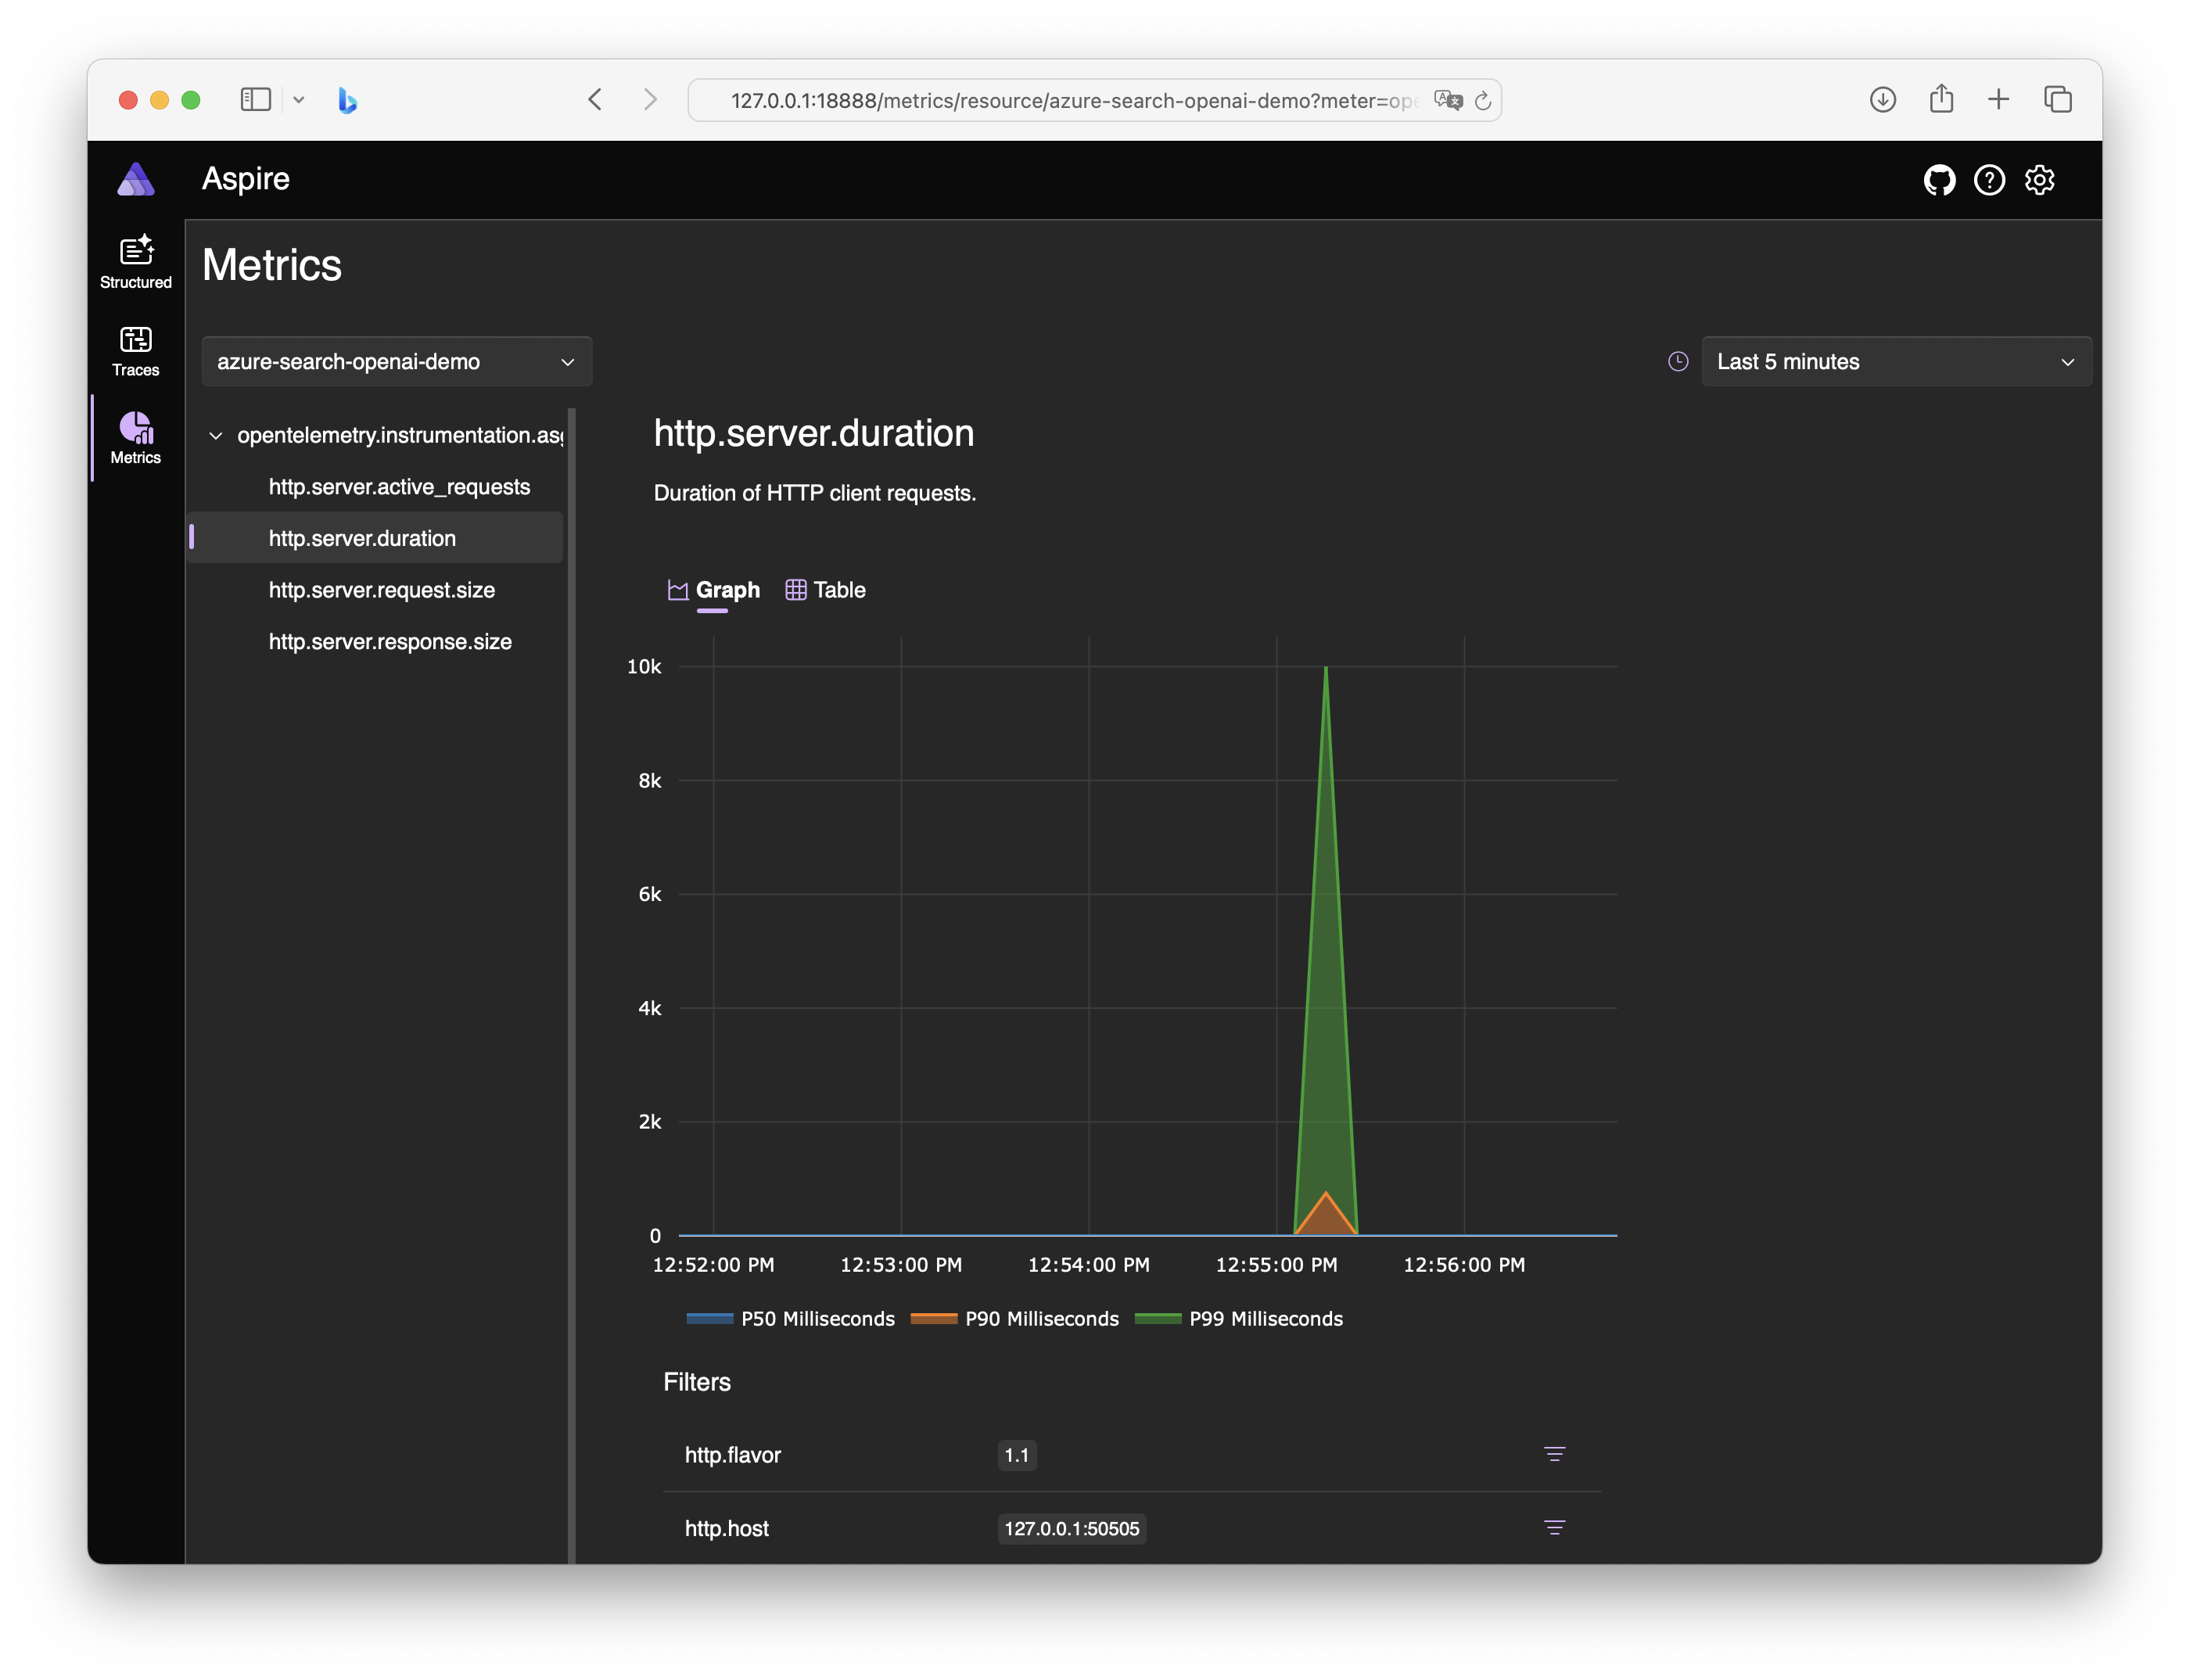 127.0.0.1:18888/metrics/resource/azure-search-openai-demo?meter=ope
Aspire
Structured
Traces
Metrics
Metrics
azure-search-openai-demo
Last 5 minutes
opentelemetry.instrumentation.asg
http.server.active_requests
http.server.duration
http.server.request.size
http.server.response.size
http.server.duration
Duration of HTTP client requests.
Graph Table
10k
8k
6k
4k
2k
0
12:52:00 PM 12:53:00 PM 12:54:00 PM 12:55:00 PM 12:56:00 PM
P50 Milliseconds P90 Milliseconds P99 Milliseconds
Filters
http.flavor 1.1
http.host 127.0.0.1:50505